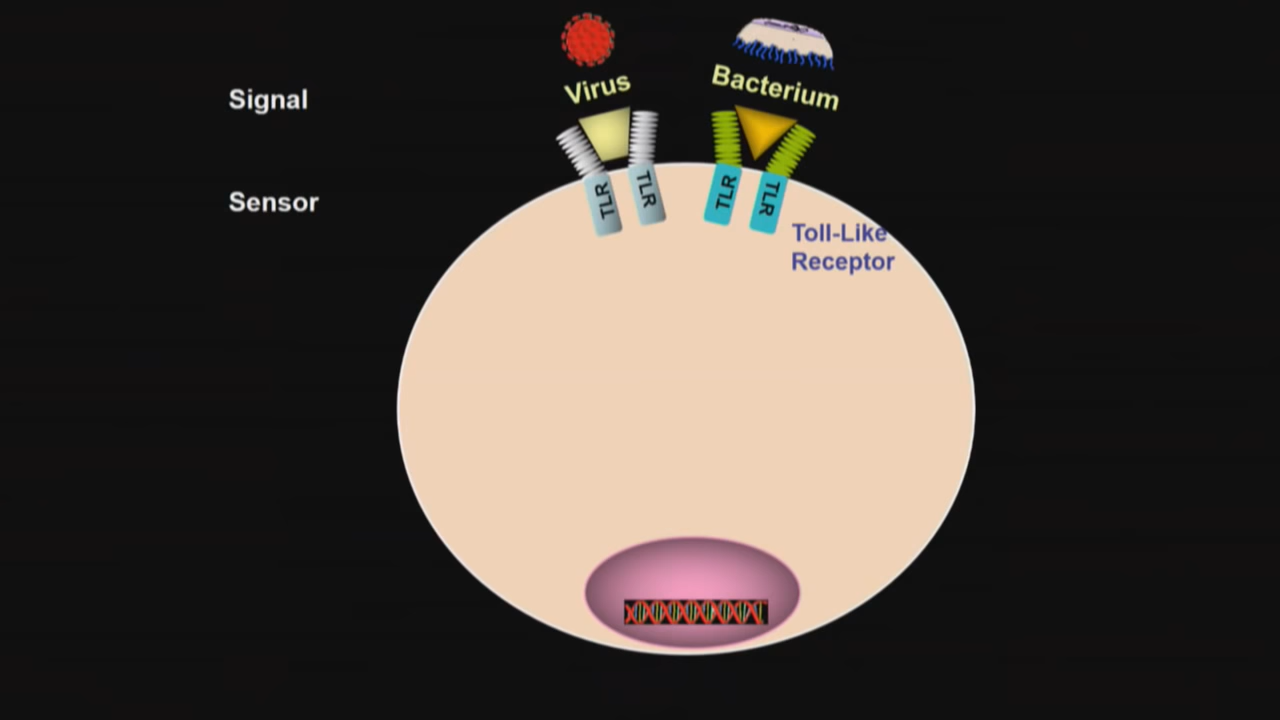 Signal
Virus
Bacterium
Sensor
TLR
TLR
TLR
TLR
Toll-Like
Receptor